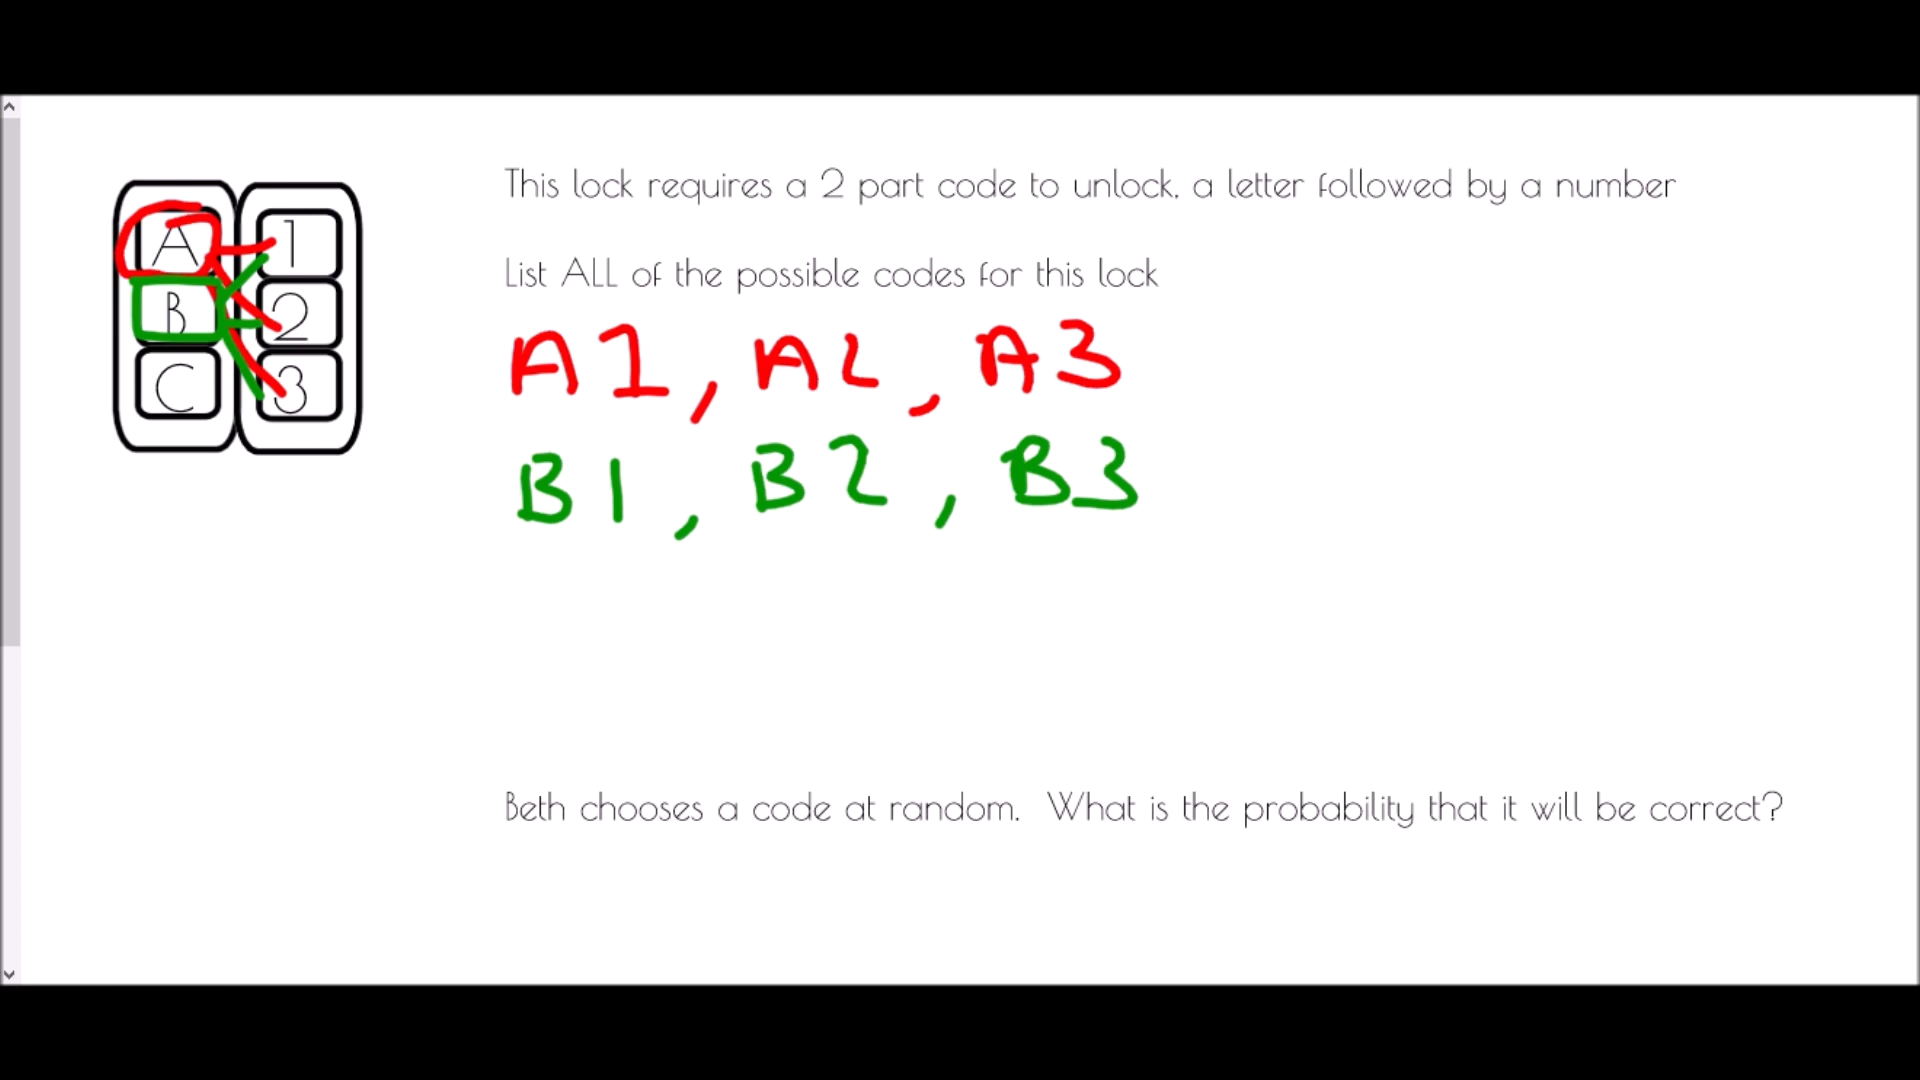 This lock requires a 2 part code to unlock, a letter followed by a number
List ALL of the possible codes for this lock
A 1
B 2
C 3
A1, A2, A3
B1, B2, B3
Beth chooses a code at random. What is the probability that it will be correct?